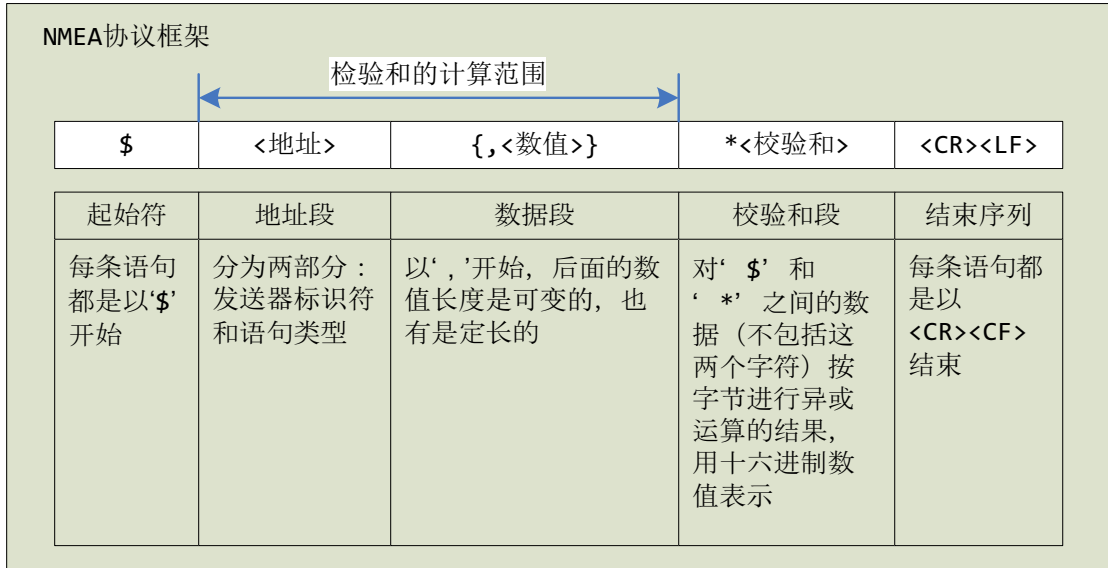 NMEA协议框架
检验和的计算范围
$
<地址>
{,<数值>}
*<校验和>
<CR><LF>
起始符
地址段
数据段
校验和段
结束序列
每条语句
都是以‘$’
开始
分为两部分：
发送器标识符
和语句类型
以‘,’开始，后面的数
值长度是可变的，也
有是定长的
对‘$’和
‘*’之间的数
据（不包括这
两个字符）按
字节进行异或
运算的结果，
用十六进制数
值表示
每条语句都
是以
<CR><CF>
结束